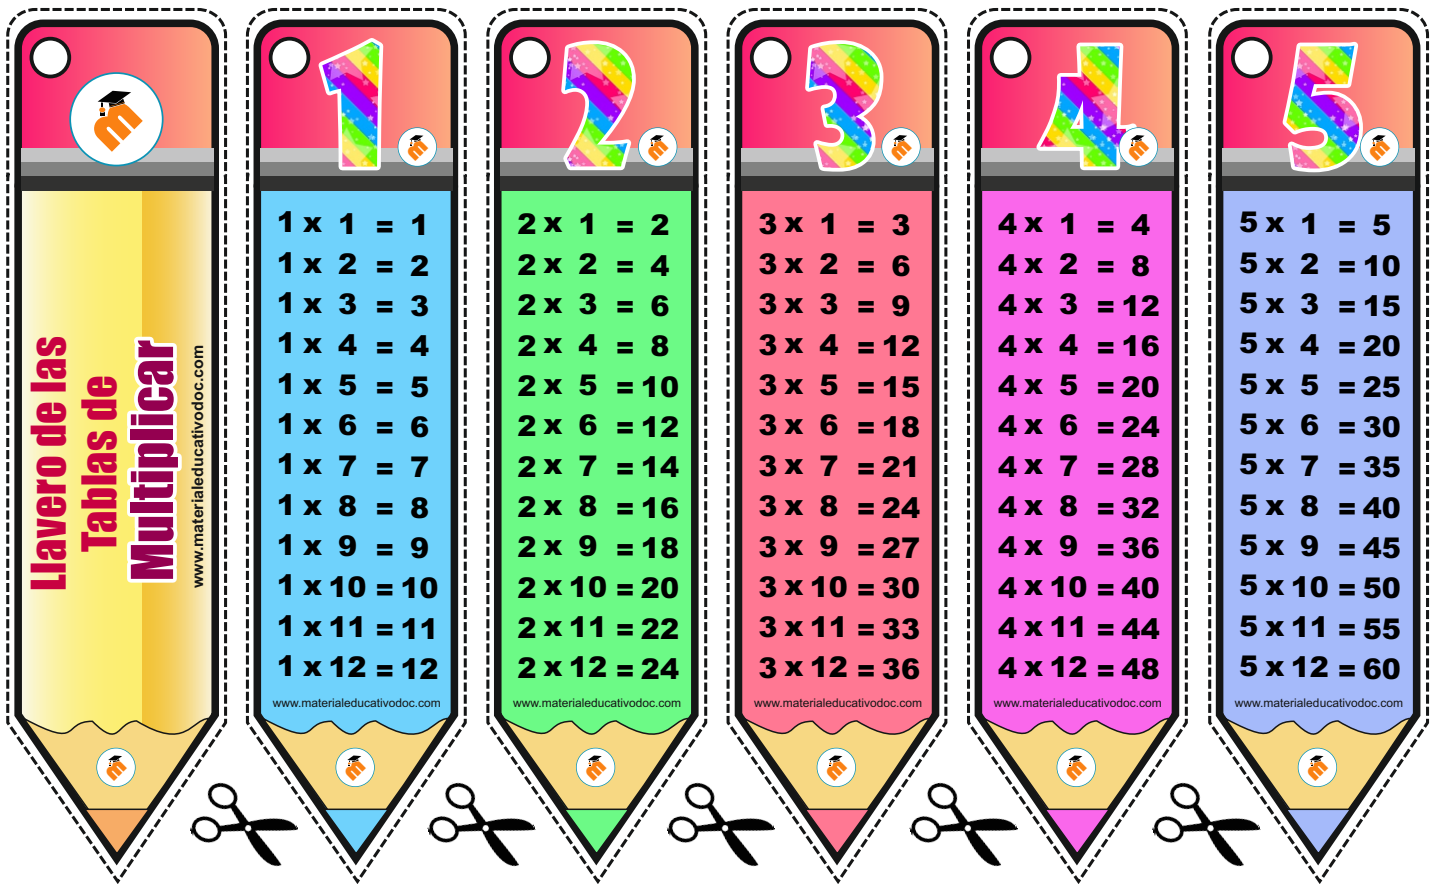 Llavero de las
Tablas de
Multiplicar
www.materialeducativodoc.com
1
1 x 1 = 1
1 x 2 = 2
1 x 3 = 3
1 x 4 = 4
1 x 5 = 5
1 x 6 = 6
1 x 7 = 7
1 x 8 = 8
1 x 9 = 9
1 x 10 = 10
1 x 11 = 11
1 x 12 = 12
www.materialeducativodoc.com
2
2 x 1 = 2
2 x 2 = 4
2 x 3 = 6
2 x 4 = 8
2 x 5 = 10
2 x 6 = 12
2 x 7 = 14
2 x 8 = 16
2 x 9 = 18
2 x 10 = 20
2 x 11 = 22
2 x 12 = 24
www.materialeducativodoc.com
3
3 x 1 = 3
3 x 2 = 6
3 x 3 = 9
3 x 4 = 12
3 x 5 = 15
3 x 6 = 18
3 x 7 = 21
3 x 8 = 24
3 x 9 = 27
3 x 10 = 30
3 x 11 = 33
3 x 12 = 36
www.materialeducativodoc.com
4
4 x 1 = 4
4 x 2 = 8
4 x 3 = 12
4 x 4 = 16
4 x 5 = 20
4 x 6 = 24
4 x 7 = 28
4 x 8 = 32
4 x 9 = 36
4 x 10 = 40
4 x 11 = 44
4 x 12 = 48
www.materialeducativodoc.com
5
5 x 1 = 5
5 x 2 = 10
5 x 3 = 15
5 x 4 = 20
5 x 5 = 25
5 x 6 = 30
5 x 7 = 35
5 x 8 = 40
5 x 9 = 45
5 x 10 = 50
5 x 11 = 55
5 x 12 = 60
www.materialeducativodoc.com